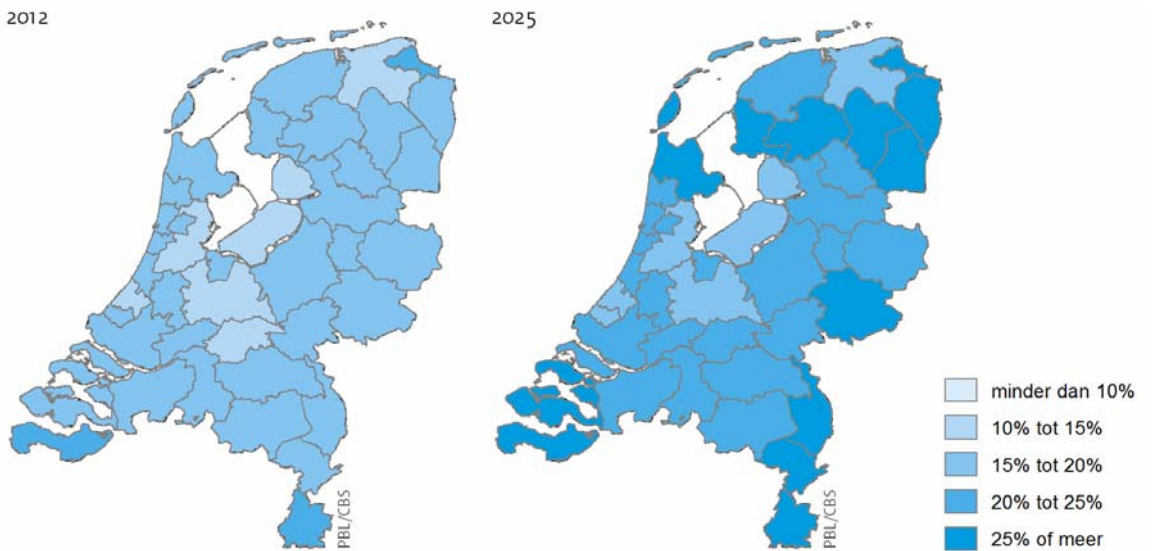 2012
2025
PBL/CBS
PBL/CBS
minder dan 10%
10% tot 15%
15% tot 20%
20% tot 25%
25% of meer